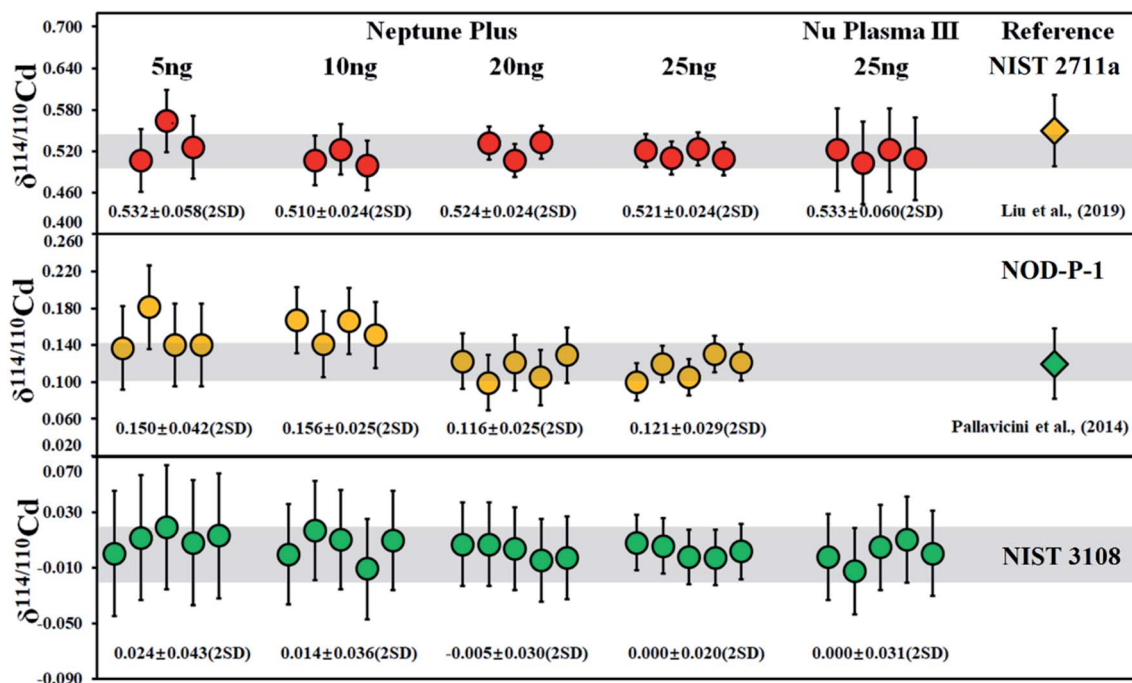 Neptune Plus Nu Plasma III Reference
5ng 10ng 20ng 25ng 25ng NIST 2711a
δ114/110Cd
0.700
0.640
0.580
0.520
0.460
0.400
0.532±0.058(2SD) 0.510±0.024(2SD) 0.524±0.024(2SD) 0.521±0.024(2SD) 0.533±0.060(2SD) Liu et al., (2019)
NOD-P-1
δ114/110Cd
0.260
0.220
0.180
0.140
0.100
0.060
0.020
0.150±0.042(2SD) 0.156±0.025(2SD) 0.116±0.025(2SD) 0.121±0.029(2SD) Pallavicini et al., (2014)
δ114/110Cd
0.070
0.030
-0.010
-0.050
-0.090
NIST 3108
0.024±0.043(2SD) 0.014±0.036(2SD) -0.005±0.030(2SD) 0.000±0.020(2SD) 0.000±0.031(2SD)